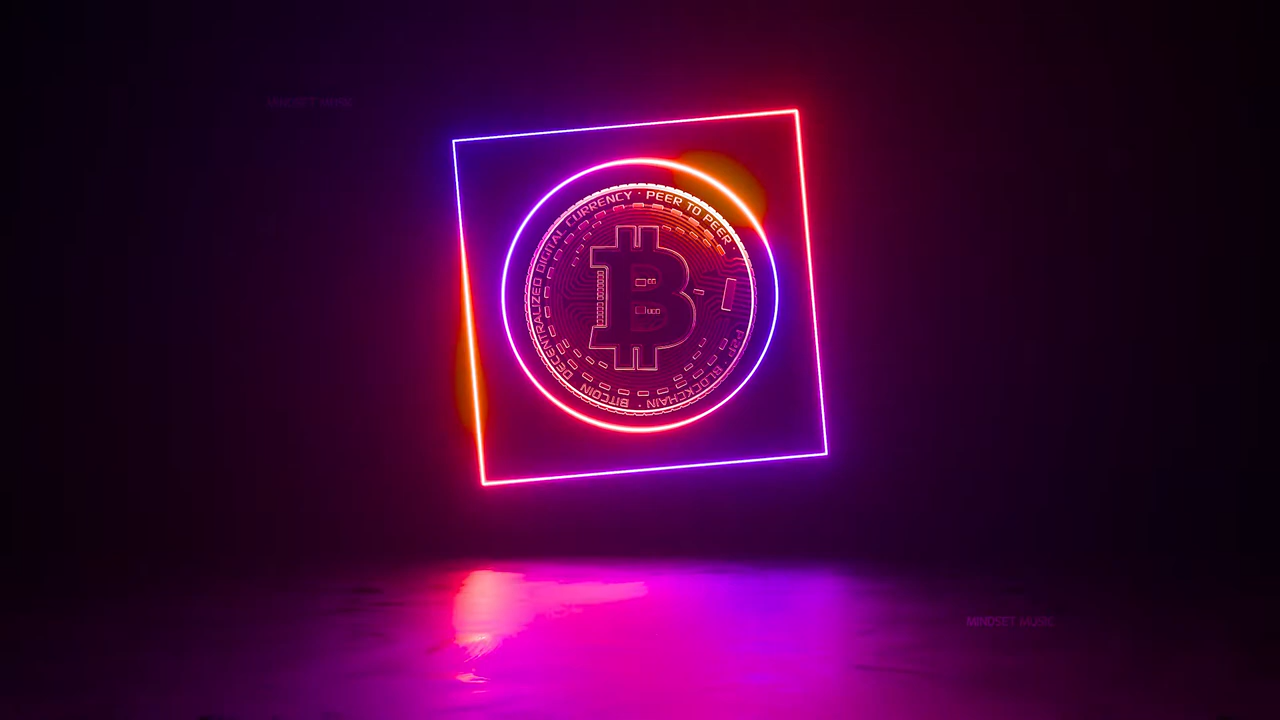 MINDSET MUSIC
DECENTRALIZED DIGITAL CURRENCY · PEER TO PEER ·
BITCOIN · BLOCKCHAIN · P2P
MINDSET MUSIC